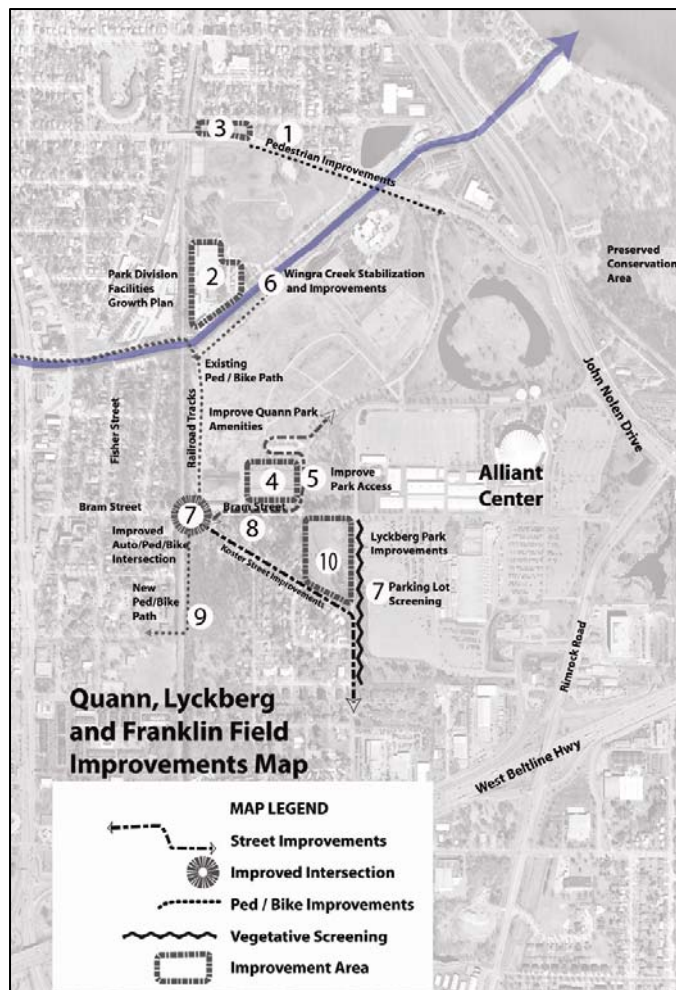 3
1
Pedestrian Improvements
2
Park Division
Facilities
Growth Plan
6
Wingra Creek Stabilization
and Improvements
Preserved
Conservation
Area
Existing
Ped / Bike Path
John Nolen Drive
Fisher Street
Railroad Tracks
Improve Quann Park
Amenities
4
5
Improve
Park Access
Alliant
Center
Bram Street
7
Bram Street
8
Improved
Auto/Ped/Bike
Intersection
Koster Street Improvements
10
Lyckberg Park
Improvements
7
Parking Lot
Screening
New
Ped/Bike
Path
9
Rimrock Road
West Beltline Hwy
Quann, Lyckberg
and Franklin Field
Improvements Map
MAP LEGEND
Street Improvements
Improved Intersection
Ped / Bike Improvements
Vegetative Screening
Improvement Area